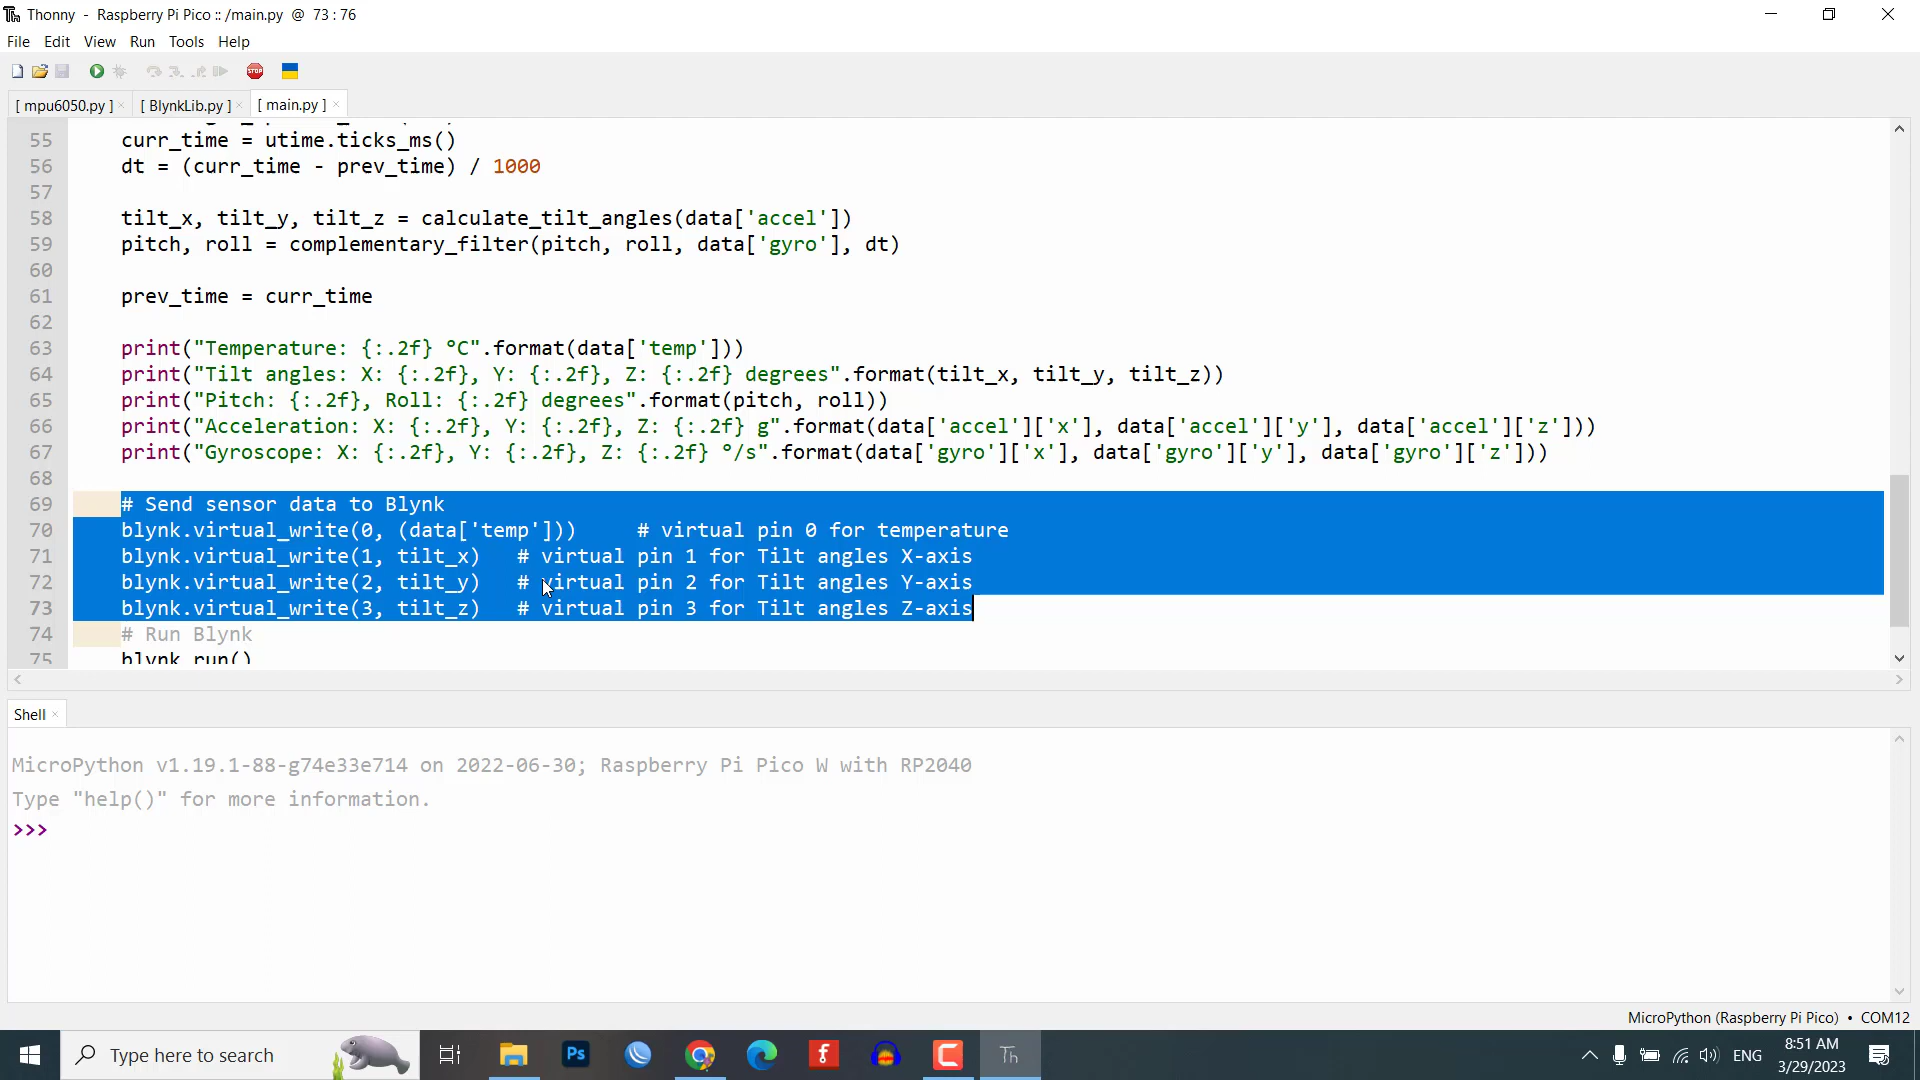 Thonny - Raspberry Pi Pico :: /main.py @ 73 : 76
File Edit View Run Tools Help
STOP
[ mpu6050.py ] × [ BlynkLib.py ] × [ main.py ] ×
55 curr_time = utime.ticks_ms()
56 dt = (curr_time - prev_time) / 1000
57
58 tilt_x, tilt_y, tilt_z = calculate_tilt_angles(data['accel'])
59 pitch, roll = complementary_filter(pitch, roll, data['gyro'], dt)
60
61 prev_time = curr_time
62
63 print("Temperature: {:.2f} °C".format(data['temp']))
64 print("Tilt angles: X: {:.2f}, Y: {:.2f}, Z: {:.2f} degrees".format(tilt_x, tilt_y, tilt_z))
65 print("Pitch: {:.2f}, Roll: {:.2f} degrees".format(pitch, roll))
66 print("Acceleration: X: {:.2f}, Y: {:.2f}, Z: {:.2f} g".format(data['accel']['x'], data['accel']['y'], data['accel']['z']))
67 print("Gyroscope: X: {:.2f}, Y: {:.2f}, Z: {:.2f} °/s".format(data['gyro']['x'], data['gyro']['y'], data['gyro']['z']))
68
69 # Send sensor data to Blynk
70 blynk.virtual_write(0, (data['temp'])) # virtual pin 0 for temperature
71 blynk.virtual_write(1, tilt_x) # virtual pin 1 for Tilt angles X-axis
72 blynk.virtual_write(2, tilt_y) # virtual pin 2 for Tilt angles Y-axis
73 blynk.virtual_write(3, tilt_z) # virtual pin 3 for Tilt angles Z-axis
74 # Run Blynk
75 blynk.run()
Shell ×
MicroPython v1.19.1-88-g74e33e714 on 2022-06-30; Raspberry Pi Pico W with RP2040
Type "help()" for more information.
>>>
MicroPython (Raspberry Pi Pico) • COM12
Type here to search
Ps
Th
ENG
8:51 AM
3/29/2023